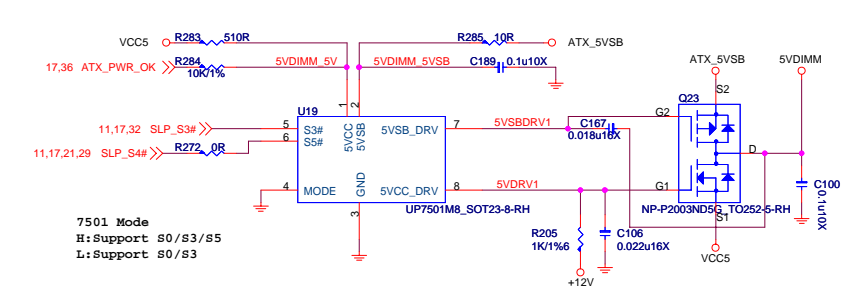 VCC5 R283 510R R285 10R ATX_5VSB
17,36 ATX_PWR_OK R284 10K/1% 5VDIMM_5V 5VDIMM_5VSB C189 0.1u10X
ATX_5VSB 5VDIMM
U19 1 2 Q23 S2
11,17,32 SLP_S3# 5 S3# 5VCC 5VSB 5VSB_DRV 7 5VSBDRV1 C167 0.018u16X G2
11,17,21,29 SLP_S4# R272 0R 6 S5#
D
4 MODE GND 5VCC_DRV 8 5VDRV1 G1 C100 0.1u10X
3 UP7501M8_SOT23-8-RH NP-P2003ND5G_TO252-5-RH
S1
7501 Mode
H:Support S0/S3/S5
L:Support S0/S3
R205 1K/1%6 C106 0.022u16X
VCC5
+12V